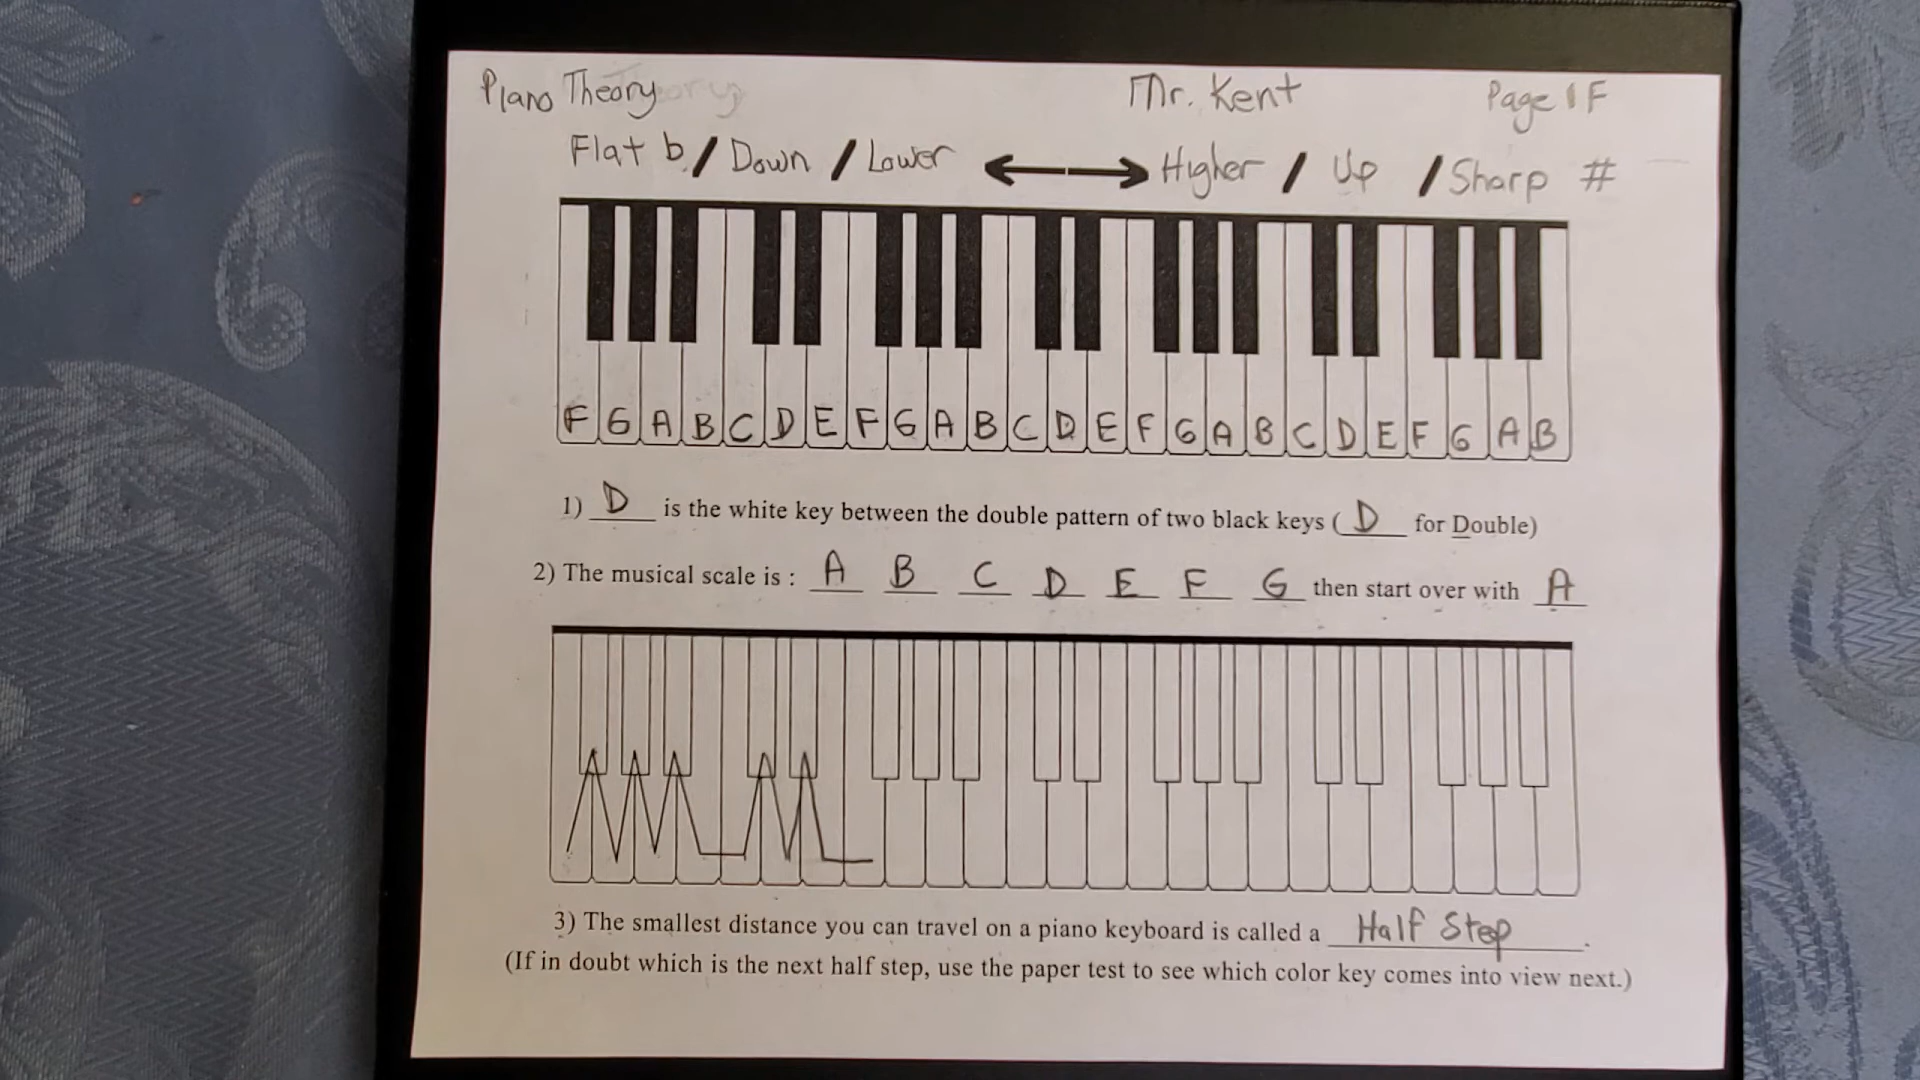 Piano Theory Mr. Kent Page 1F
Flat b / Down / Lower ⟵⟶ Higher / Up / Sharp #
F G A B C D E F G A B C D E F G A B C D E F G A B
1) D is the white key between the double pattern of two black keys ( D for Double)
2) The musical scale is : A B C D E F G then start over with A
3) The smallest distance you can travel on a piano keyboard is called a Half Step.
(If in doubt which is the next half step, use the paper test to see which color key comes into view next.)